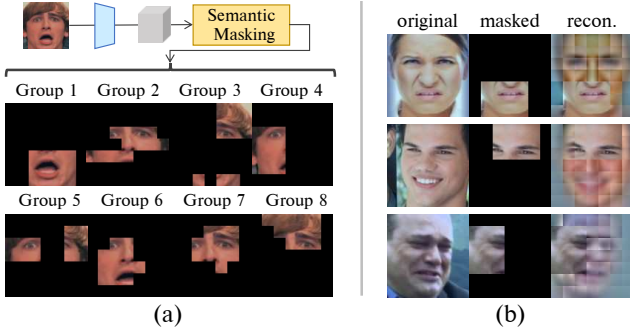 Semantic
Masking
Group 1 Group 2 Group 3 Group 4
Group 5 Group 6 Group 7 Group 8
(a)
original masked recon.
(b)